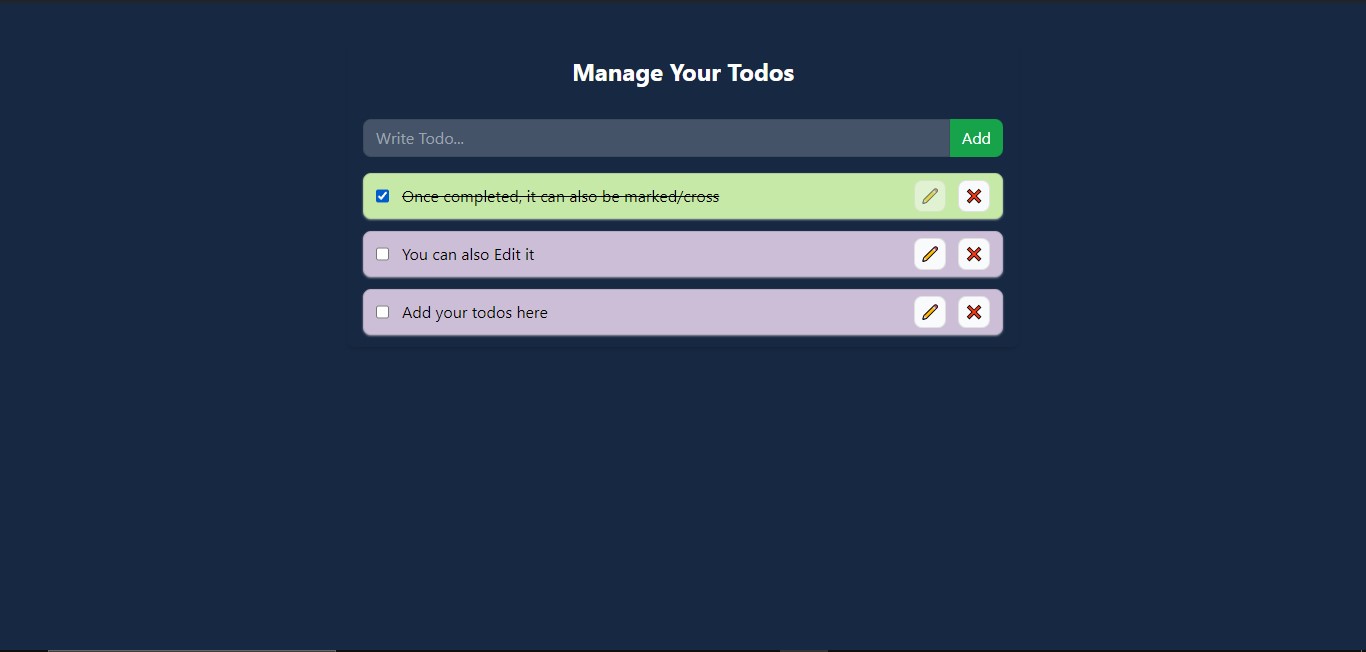 Manage Your Todos
Write Todo...
Add
Once completed, it can also be marked/cross
You can also Edit it
Add your todos here